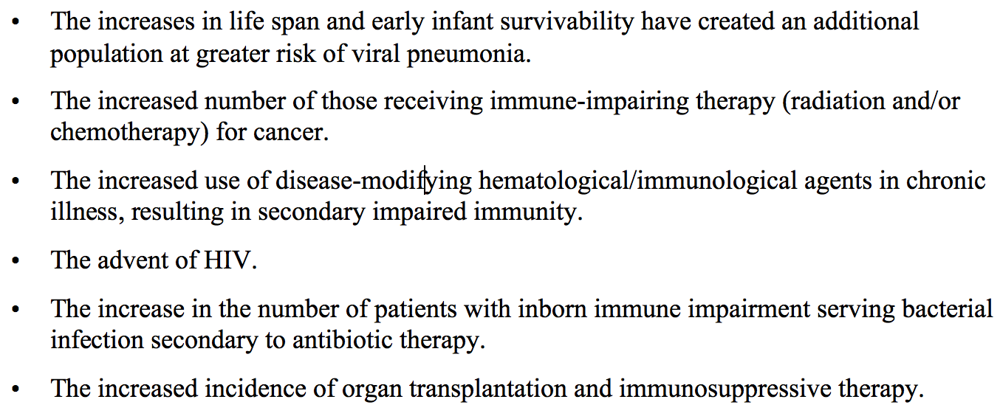 • The increases in life span and early infant survivability have created an additional
population at greater risk of viral pneumonia.
• The increased number of those receiving immune-impairing therapy (radiation and/or
chemotherapy) for cancer.
• The increased use of disease-modifying hematological/immunological agents in chronic
illness, resulting in secondary impaired immunity.
• The advent of HIV.
• The increase in the number of patients with inborn immune impairment serving bacterial
infection secondary to antibiotic therapy.
• The increased incidence of organ transplantation and immunosuppressive therapy.